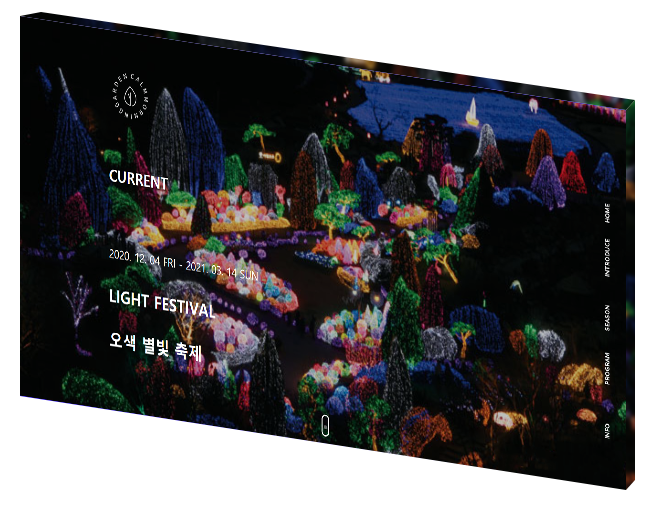 GARDEN CALM MORNING
CURRENT
2020. 12. 04 FRI - 2021. 03. 14 SUN
LIGHT FESTIVAL
오색 별빛 축제
HOME
INTRODUCE
SEASON
PROGRAM
INFO